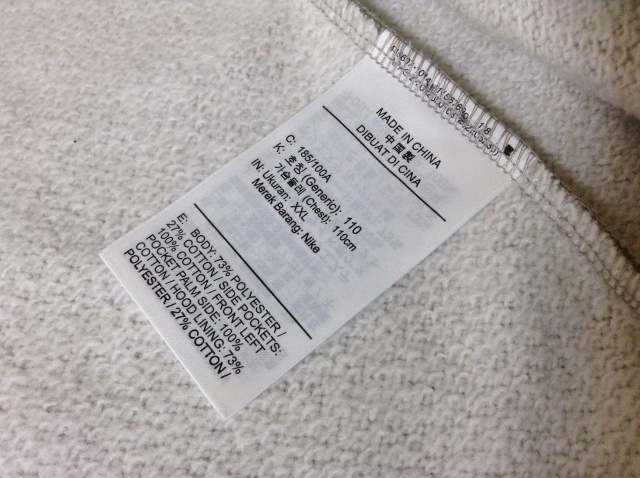 MADE IN CHINA
中國製
DIBUAT DI CINA
C: 185/100A
K: 호칭 (Generic): 110
가슴둘레 (Chest): 110cm
IN: Ukuran: XXL
Merek Barang: Nike
E: BODY: 73% POLYESTER /
27% COTTON / SIDE POCKETS:
100% COTTON / FRONT LEFT
POCKET PALM SIDE: 100%
COTTON / HOOD LINING: 73%
POLYESTER / 27% COTTON /